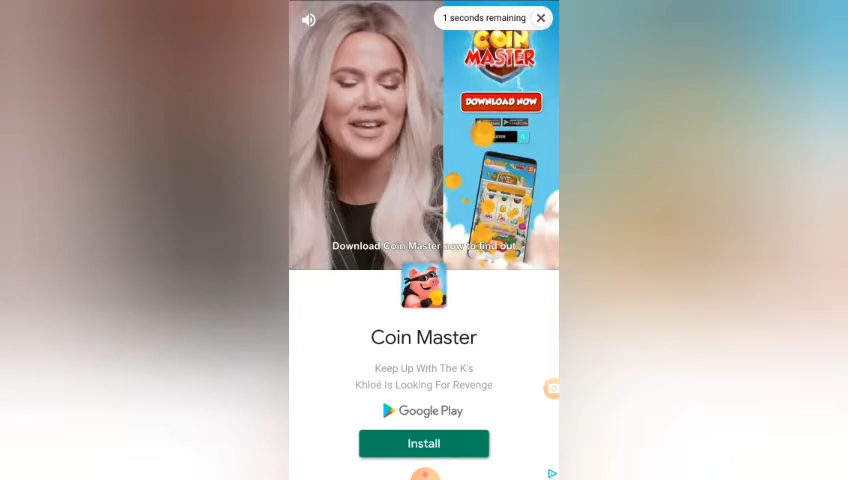 1 seconds remaining
COIN
MASTER
DOWNLOAD NOW
Download Coin Master now to find out
Coin Master
Keep Up With The K's
Khloé Is Looking For Revenge
Google Play
Install